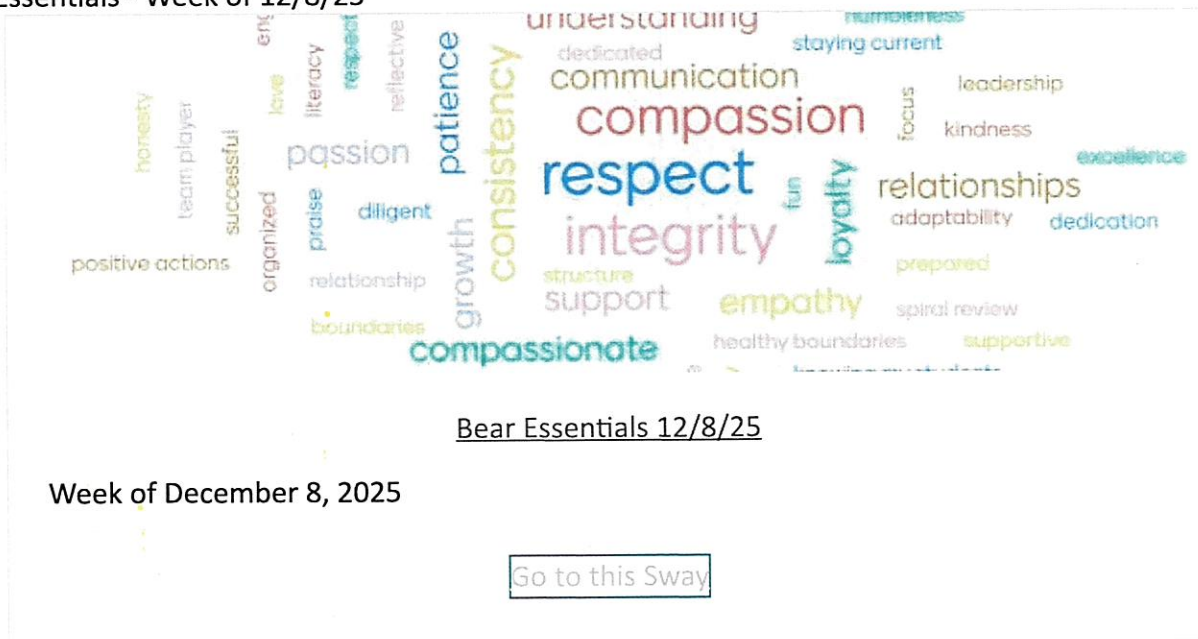 Essentials - Week of 12/8/25
understanding
humbleness
dedicated
staying current
communication
leadership
compassion
focus
kindness
respect
excellence
fun
loyalty
relationships
adaptability
dedication
integrity
structure
prepared
support
empathy
spiral review
compassionate
healthy boundaries
supportive
knowing my students
honesty
team player
successful
love
literacy
respect
reflective
patience
consistency
passion
organized
praise
diligent
growth
positive actions
relationship
boundaries
Bear Essentials 12/8/25
Week of December 8, 2025
Go to this Sway